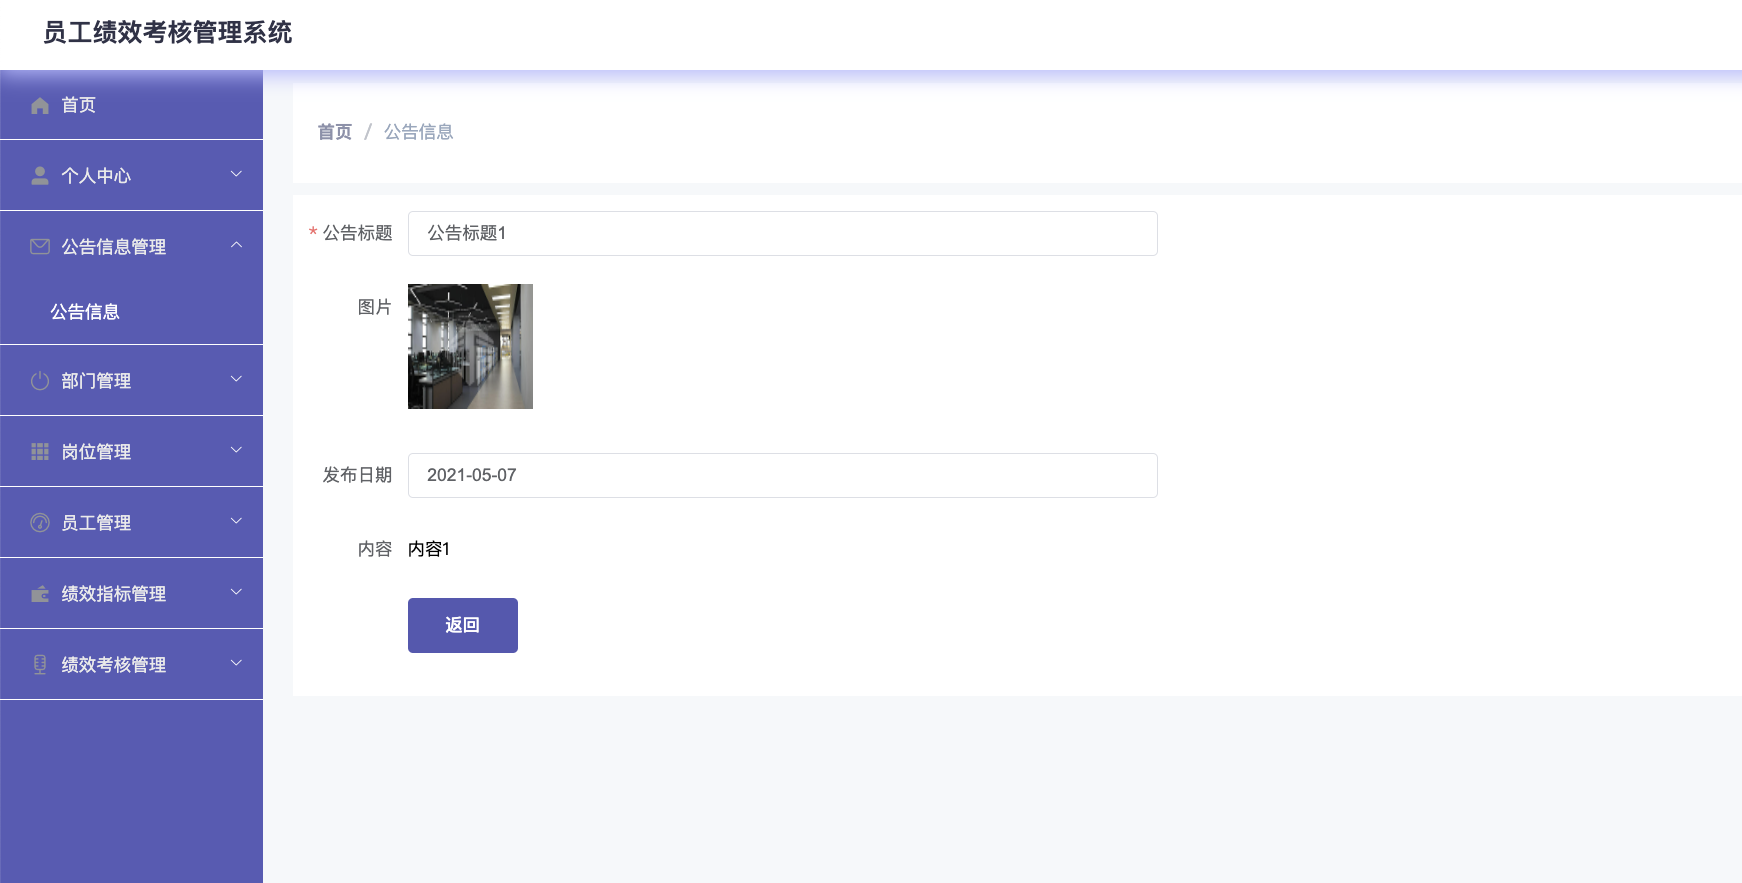 员工绩效考核管理系统
首页
个人中心
公告信息管理
公告信息
部门管理
岗位管理
员工管理
绩效指标管理
绩效考核管理
首页 / 公告信息
* 公告标题 公告标题1
图片
发布日期 2021-05-07
内容 内容1
返回